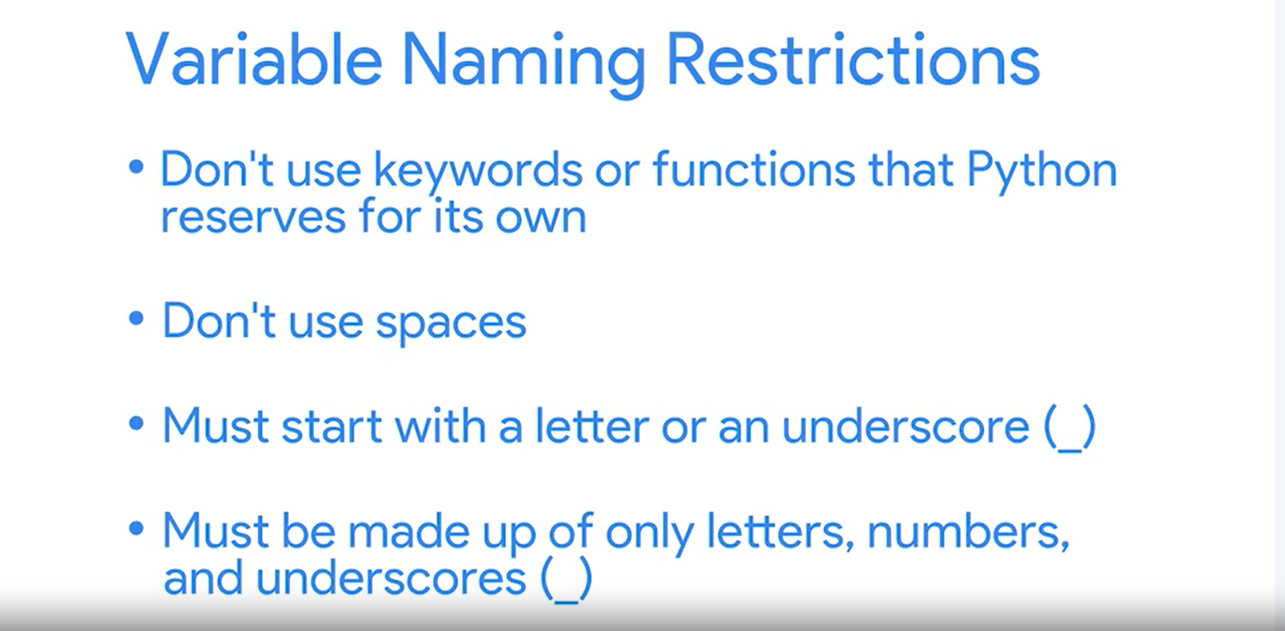 Variable Naming Restrictions
• Don't use keywords or functions that Python
reserves for its own
• Don't use spaces
• Must start with a letter or an underscore (_)
• Must be made up of only letters, numbers,
and underscores (_)